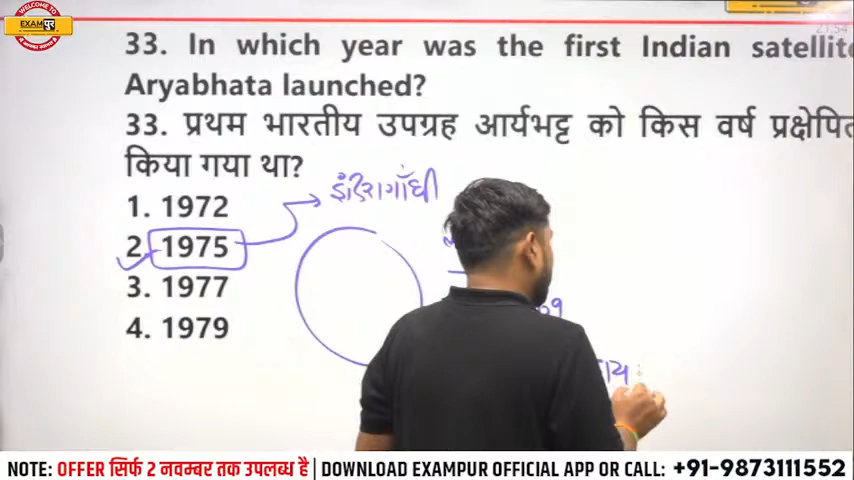 WELCOME TO
EXAMपुर
21:54
33. In which year was the first Indian satellite
Aryabhata launched?
33. प्रथम भारतीय उपग्रह आर्यभट्ट को किस वर्ष प्रक्षेपित
किया गया था?
इंदिरा गाँधी
1. 1972
2. 1975
3. 1977
4. 1979
NOTE: OFFER सिर्फ 2 नवम्बर तक उपलब्ध है | DOWNLOAD EXAMPUR OFFICIAL APP OR CALL: +91-9873111552